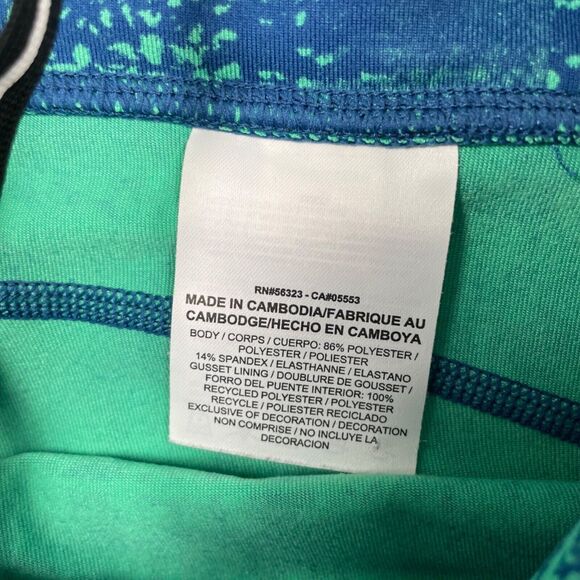 RN#56323 - CA#05553
MADE IN CAMBODIA/FABRIQUE AU
CAMBODGE/HECHO EN CAMBOYA
BODY / CORPS / CUERPO: 86% POLYESTER /
POLYESTER / POLIESTER
14% SPANDEX / ELASTHANNE / ELASTANO
GUSSET LINING / DOUBLURE DE GOUSSET /
FORRO DEL PUENTE INTERIOR: 100%
RECYCLED POLYESTER / POLYESTER
RECYCLE / POLIESTER RECICLADO
EXCLUSIVE OF DECORATION / DECORATION
NON COMPRISE / NO INCLUYE LA
DECORACION